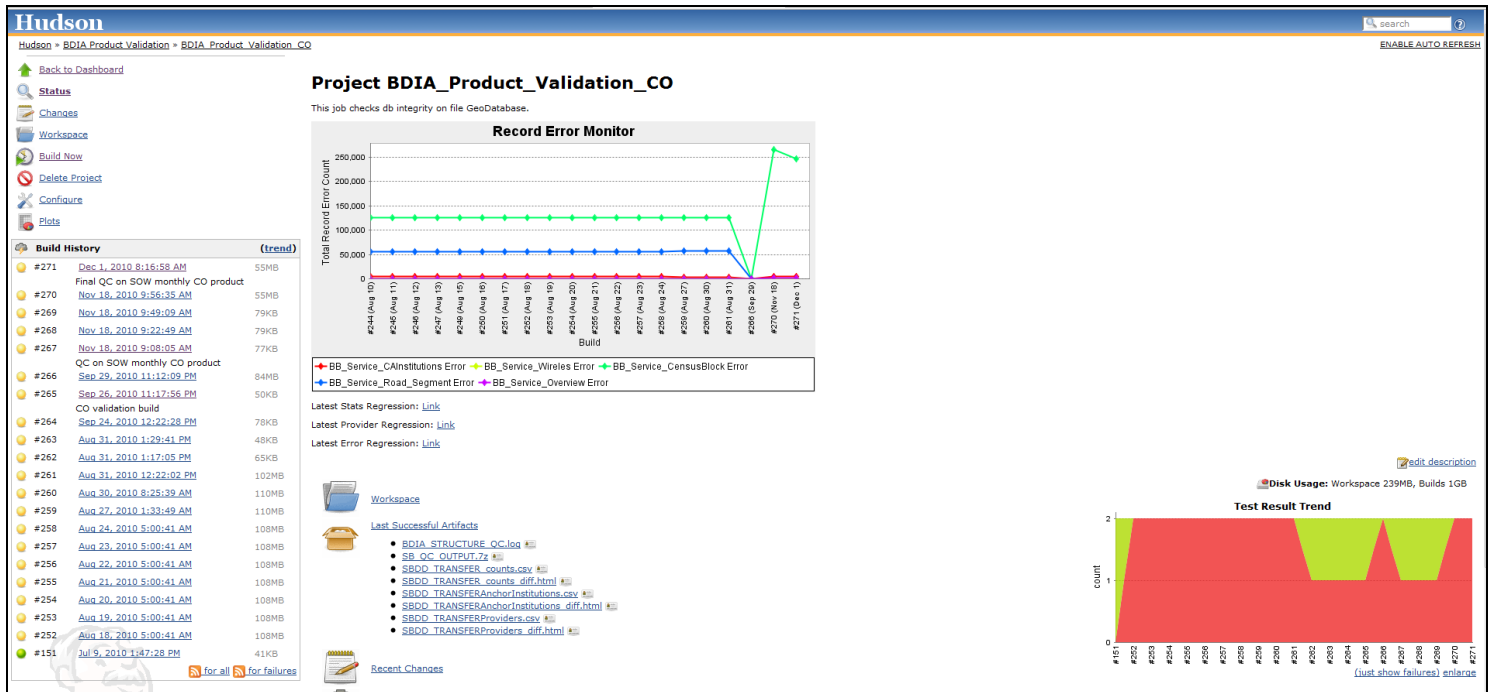 Hudson
search
Hudson » BDIA Product Validation » BDIA_Product_Validation_CO
ENABLE AUTO REFRESH
Back to Dashboard
Status
Changes
Workspace
Build Now
Delete Project
Configure
Plots
Build History (trend)
#271 Dec 1, 2010 8:16:58 AM 55MB
Final QC on SOW monthly CO product
#270 Nov 18, 2010 9:56:35 AM 55MB
#269 Nov 18, 2010 9:49:09 AM 79KB
#268 Nov 18, 2010 9:22:49 AM 79KB
#267 Nov 18, 2010 9:08:05 AM 77KB
QC on SOW monthly CO product
#266 Sep 29, 2010 11:12:09 PM 84MB
#265 Sep 26, 2010 11:17:56 PM 50KB
CO validation build
#264 Sep 24, 2010 12:22:28 PM 78KB
#263 Aug 31, 2010 1:29:41 PM 48KB
#262 Aug 31, 2010 1:17:05 PM 65KB
#261 Aug 31, 2010 12:22:02 PM 102MB
#260 Aug 30, 2010 8:25:39 AM 110MB
#259 Aug 27, 2010 1:33:49 AM 110MB
#258 Aug 24, 2010 5:00:41 AM 108MB
#257 Aug 23, 2010 5:00:41 AM 108MB
#256 Aug 22, 2010 5:00:41 AM 108MB
#255 Aug 21, 2010 5:00:41 AM 108MB
#254 Aug 20, 2010 5:00:41 AM 108MB
#253 Aug 19, 2010 5:00:41 AM 108MB
#252 Aug 18, 2010 5:00:41 AM 108MB
#151 Jul 9, 2010 1:47:28 PM 41KB
for all for failures
Project BDIA_Product_Validation_CO
This job checks db integrity on file GeoDatabase.
Record Error Monitor
Total Record Error Count
250,000
200,000
150,000
100,000
50,000
0
#244 (Aug 10)
#245 (Aug 11)
#246 (Aug 12)
#247 (Aug 13)
#249 (Aug 15)
#250 (Aug 16)
#251 (Aug 17)
#252 (Aug 18)
#253 (Aug 19)
#254 (Aug 20)
#255 (Aug 21)
#256 (Aug 22)
#257 (Aug 23)
#258 (Aug 24)
#259 (Aug 27)
#260 (Aug 30)
#261 (Aug 31)
#266 (Sep 29)
#270 (Nov 18)
#271 (Dec 1)
Build
BB_Service_CAInstitutions Error BB_Service_Wireles Error BB_Service_CensusBlock Error
BB_Service_Road_Segment Error BB_Service_Overview Error
Latest Stats Regression: Link
Latest Provider Regression: Link
Latest Error Regression: Link
Workspace
Last Successful Artifacts
BDIA_STRUCTURE_QC.log
SB_QC_OUTPUT.7z
SBDD_TRANSFER_counts.csv
SBDD_TRANSFER_counts_diff.html
SBDD_TRANSFERAnchorInstitutions.csv
SBDD_TRANSFERAnchorInstitutions_diff.html
SBDD_TRANSFERProviders.csv
SBDD_TRANSFERProviders_diff.html
Recent Changes
edit description
Disk Usage: Workspace 239MB, Builds 1GB
Test Result Trend
count
2
1
0
#151
#252
#253
#254
#255
#256
#257
#258
#259
#260
#261
#262
#263
#264
#265
#266
#267
#268
#269
#270
#271
(just show failures) enlarge